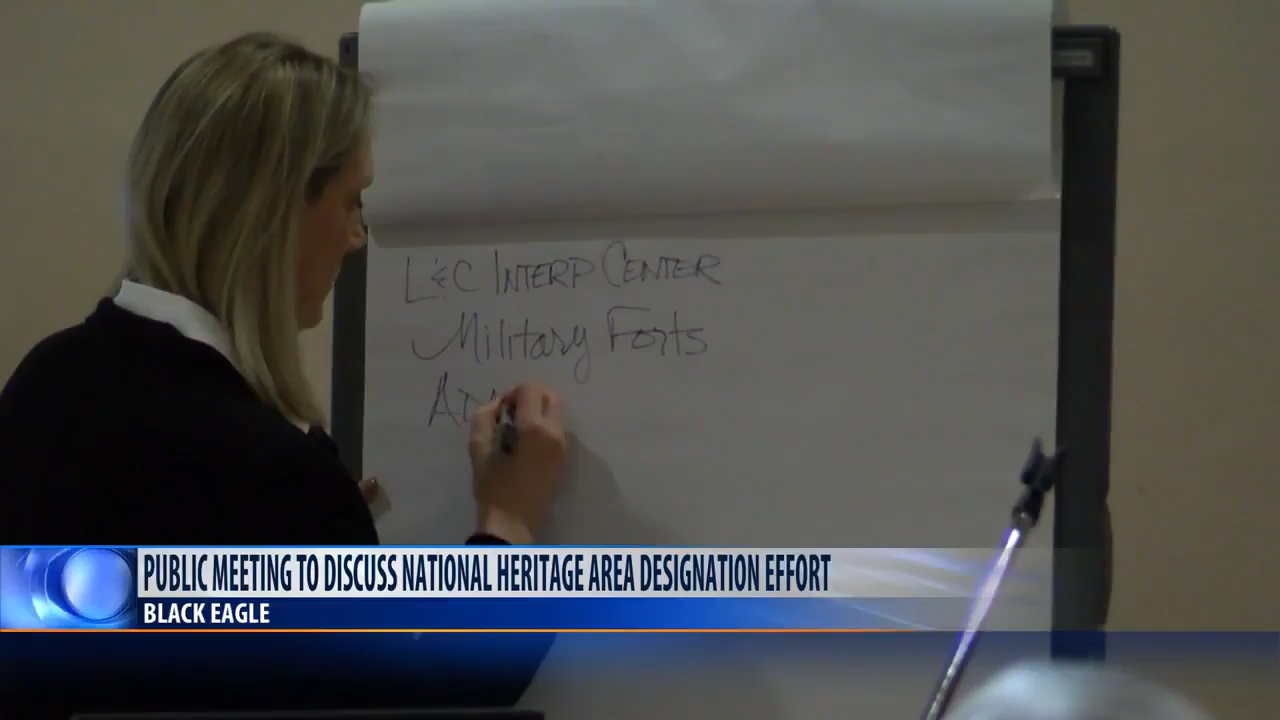 L & C INTERP CENTER
Military Forts
PUBLIC MEETING TO DISCUSS NATIONAL HERITAGE AREA DESIGNATION EFFORT
BLACK EAGLE